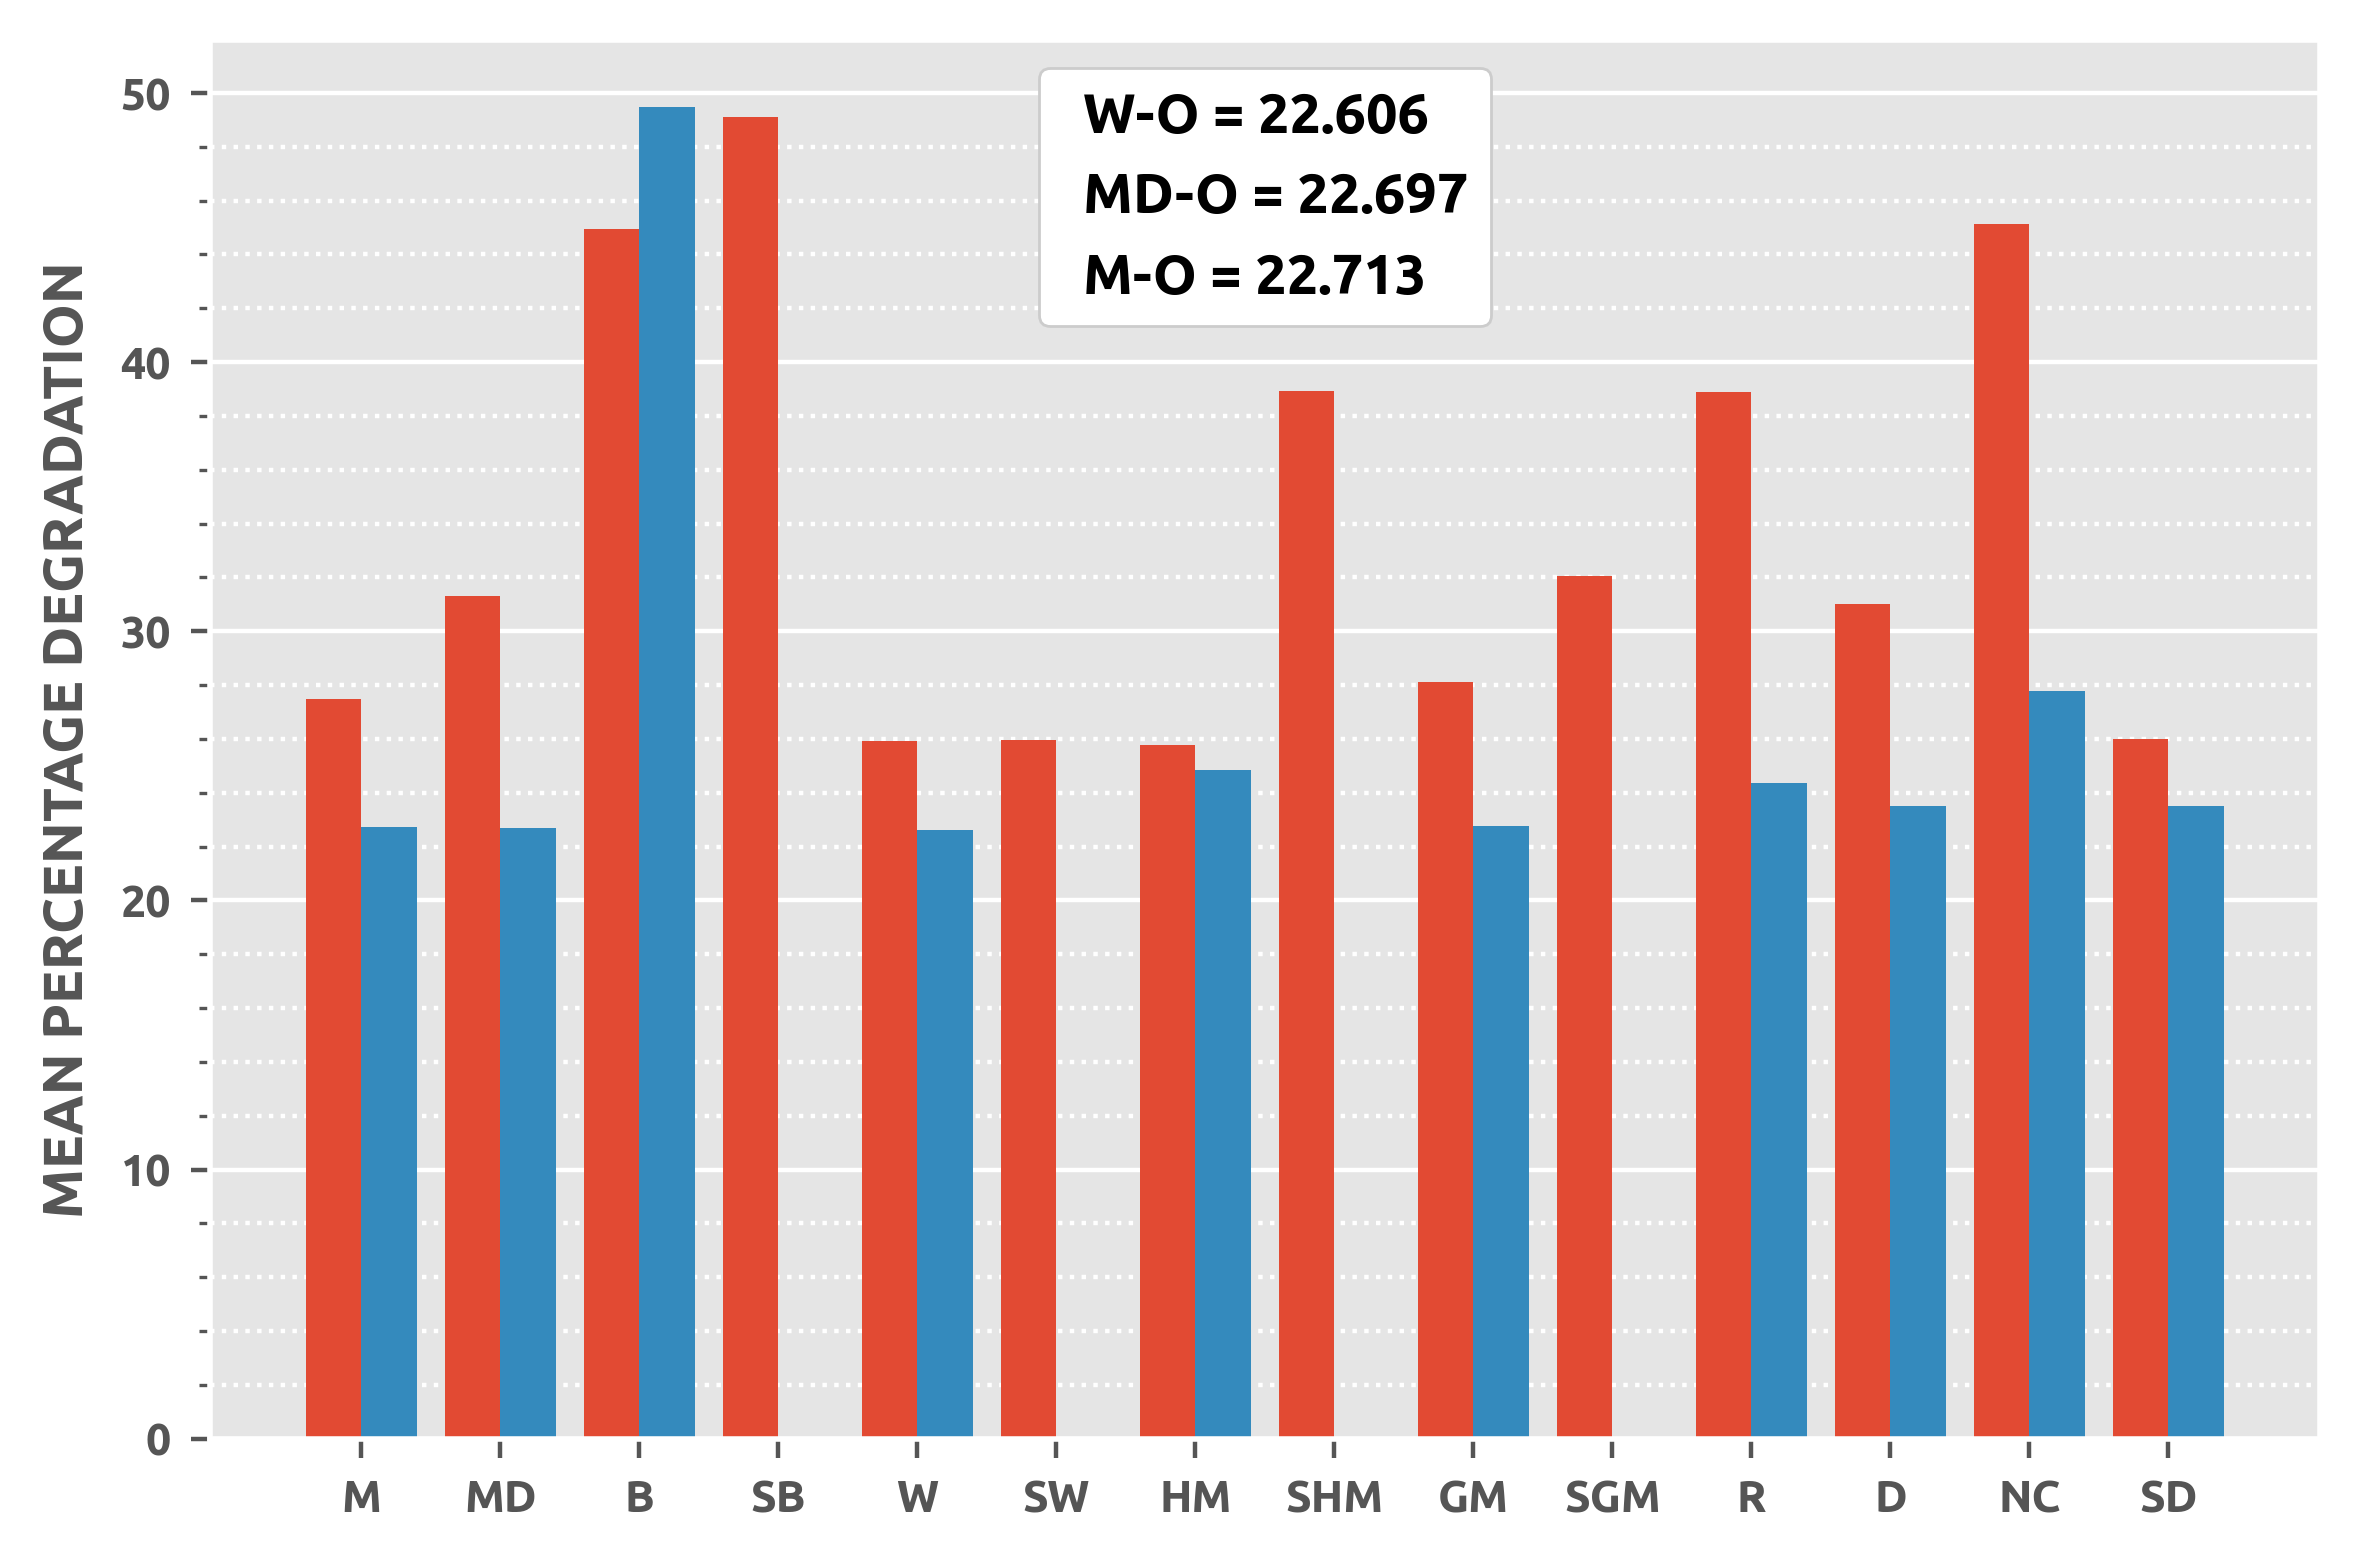 W-O = 22.606
MD-O = 22.697
M-O = 22.713
MEAN PERCENTAGE DEGRADATION
50
40
30
20
10
0
M MD B SB W SW HM SHM GM SGM R D NC SD